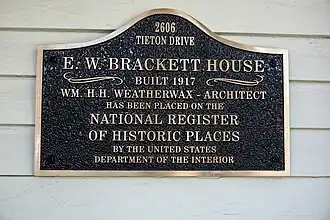 2606
TIETON DRIVE
E. W. BRACKETT HOUSE
BUILT 1917
WM. H.H. WEATHERWAX - ARCHITECT
HAS BEEN PLACED ON THE
NATIONAL REGISTER
OF HISTORIC PLACES
BY THE UNITED STATES
DEPARTMENT OF THE INTERIOR